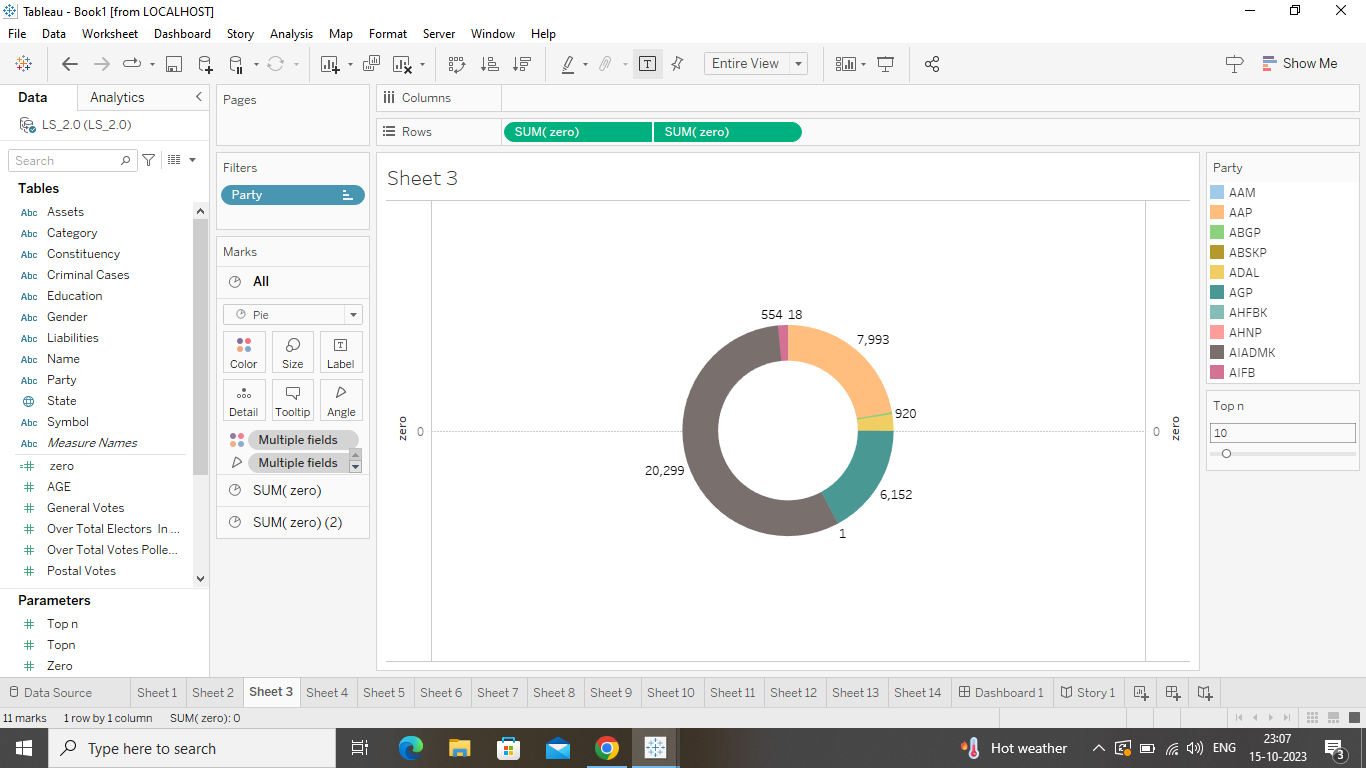 Tableau - Book1 [from LOCALHOST]
File Data Worksheet Dashboard Story Analysis Map Format Server Window Help
Entire View
Show Me
Data Analytics
LS_2.0 (LS_2.0)
Search
Tables
Abc Assets
Abc Category
Abc Constituency
Abc Criminal Cases
Abc Education
Abc Gender
Abc Liabilities
Abc Name
Abc Party
State
Abc Symbol
Abc Measure Names
=# zero
# AGE
# General Votes
# Over Total Electors In ...
# Over Total Votes Polle...
# Postal Votes
Parameters
# Top n
# Topn
# Zero
Pages
Filters
Party
Marks
All
Pie
Color Size Label
Detail Tooltip Angle
Multiple fields
Multiple fields
SUM( zero)
SUM( zero) (2)
Columns
Rows SUM( zero) SUM( zero)
Sheet 3
554 18
7,993
920
zero 0
0 zero
20,299
6,152
1
Party
AAM
AAP
ABGP
ABSKP
ADAL
AGP
AHFBK
AHNP
AIADMK
AIFB
Top n
10
Data Source Sheet 1 Sheet 2 Sheet 3 Sheet 4 Sheet 5 Sheet 6 Sheet 7 Sheet 8 Sheet 9 Sheet 10 Sheet 11 Sheet 12 Sheet 13 Sheet 14 Dashboard 1 Story 1
11 marks 1 row by 1 column SUM( zero): 0
Type here to search
Hot weather
ENG
23:07
15-10-2023
3